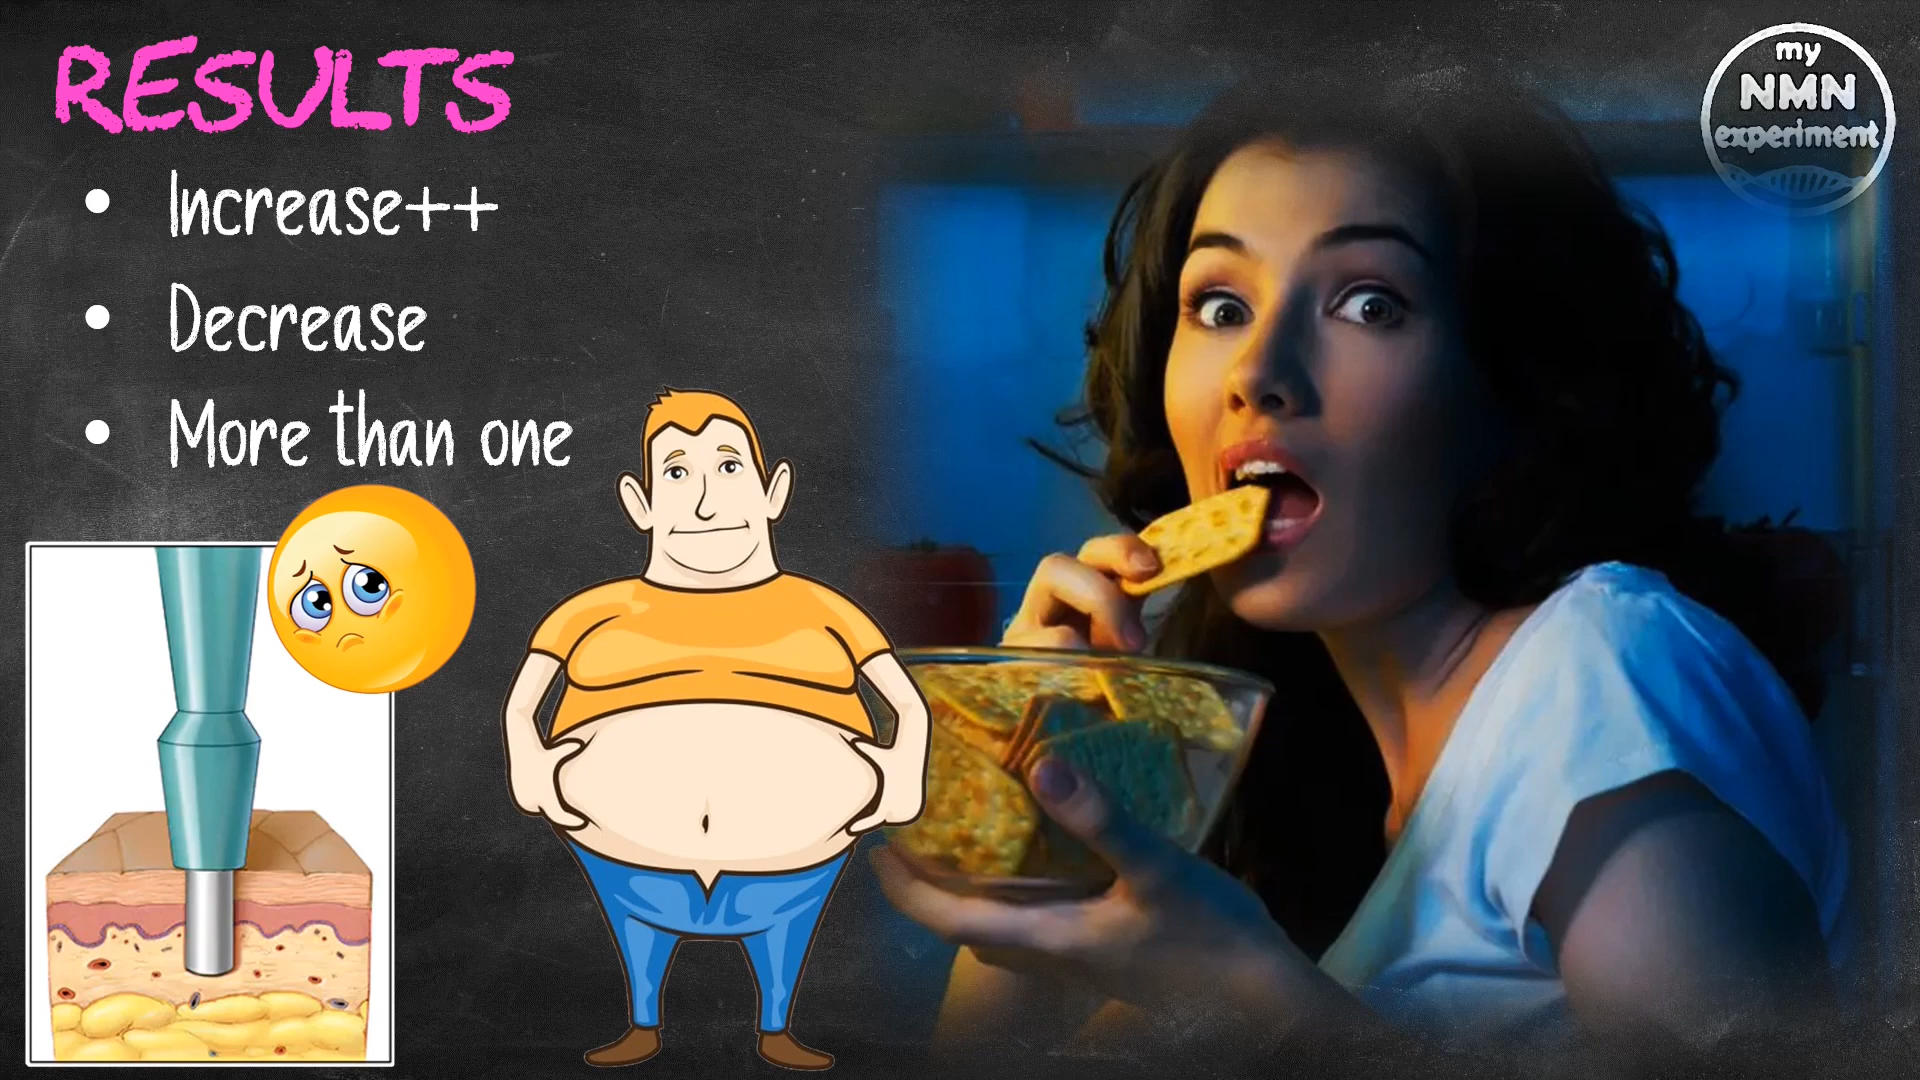 RESULTS
• Increase++
• Decrease
• More than one
my
NMN
experiment